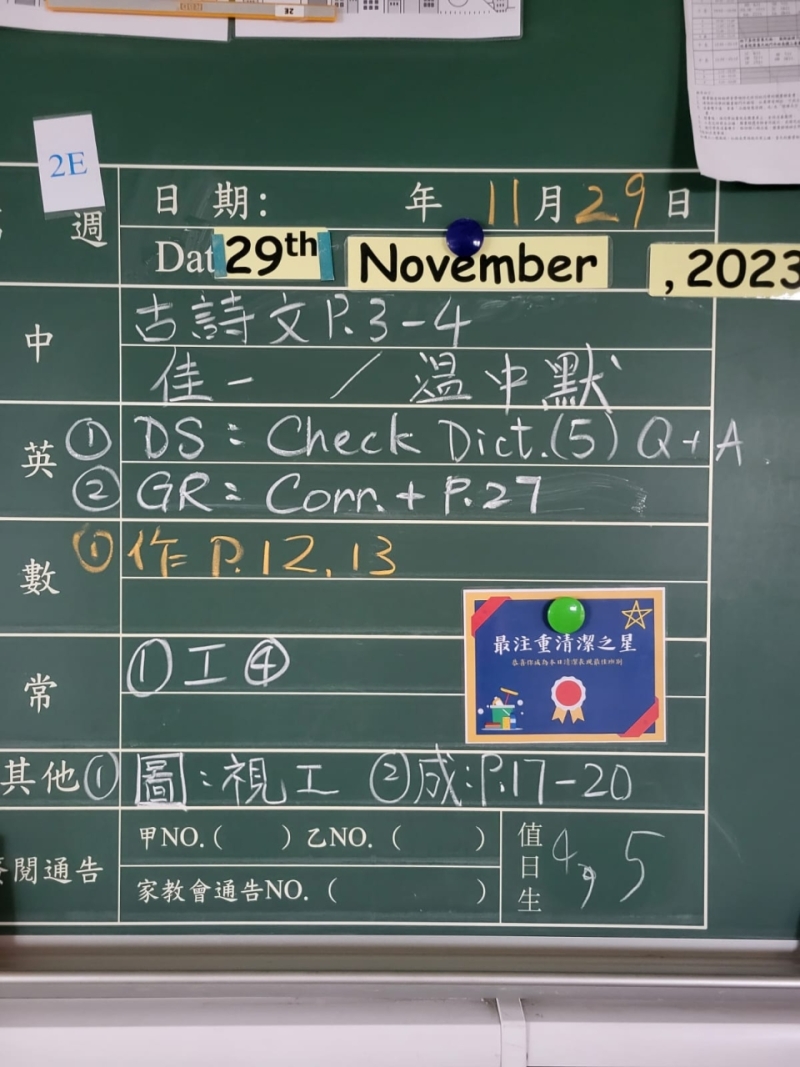 2E
2E
週
日 期: 年 11月29日
Dat 29th November , 2023
中
古詩文P.3-4
佳一 / 溫中默
英
① DS: Check Dict.(5) Q+A
② GR: Corr. + P.27
數
① 作 P.12, 13
最注重清潔之星
常
① 工④
其他 ① 圖:視工 ②成:P.17-20
閱通告
甲NO.( ) 乙NO.( )
家教會通告NO.( )
值日生 4, 5